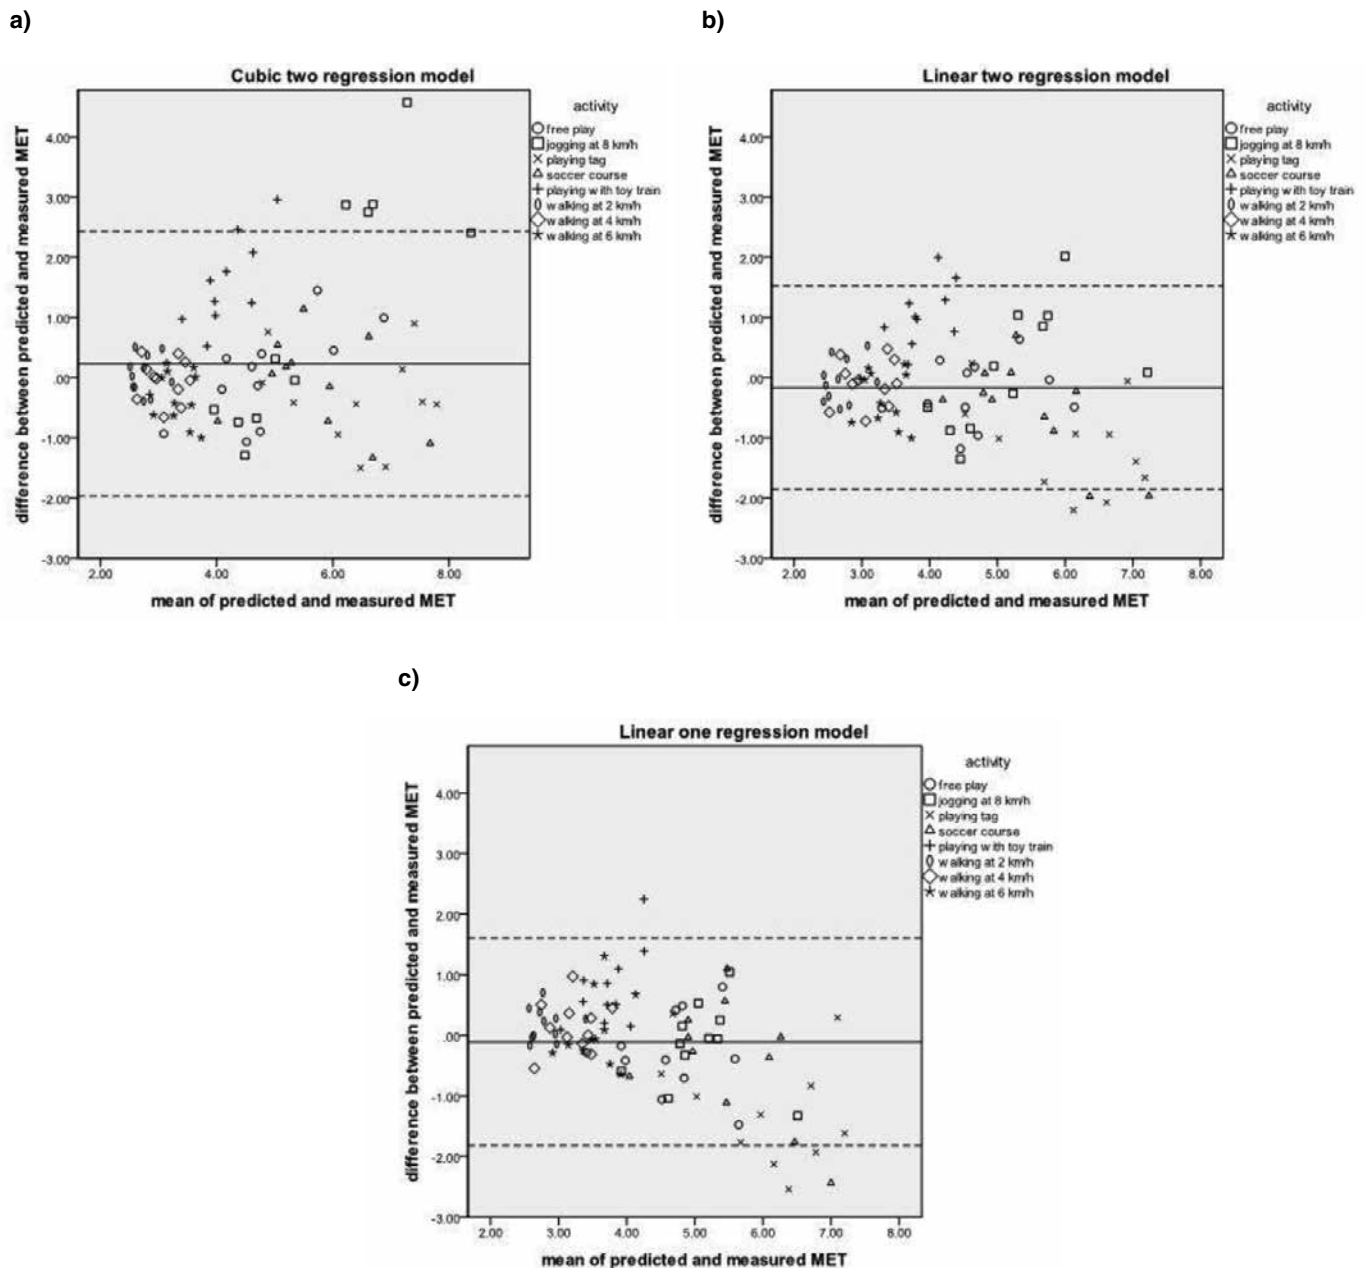 a)
Cubic two regression model
difference between predicted and measured MET
4.00
3.00
2.00
1.00
.00
-1.00
-2.00
-3.00
2.00 4.00 6.00 8.00
mean of predicted and measured MET
activity
free play
jogging at 8 km/h
playing tag
soccer course
playing with toy train
walking at 2 km/h
walking at 4 km/h
walking at 6 km/h
b)
Linear two regression model
difference between predicted and measured MET
4.00
3.00
2.00
1.00
.00
-1.00
-2.00
-3.00
2.00 3.00 4.00 5.00 6.00 7.00 8.00
mean of predicted and measured MET
activity
free play
jogging at 8 km/h
playing tag
soccer course
playing with toy train
walking at 2 km/h
walking at 4 km/h
walking at 6 km/h
c)
Linear one regression model
difference between predicted and measured MET
4.00
3.00
2.00
1.00
.00
-1.00
-2.00
-3.00
2.00 3.00 4.00 5.00 6.00 7.00 8.00
mean of predicted and measured MET
activity
free play
jogging at 8 km/h
playing tag
soccer course
playing with toy train
walking at 2 km/h
walking at 4 km/h
walking at 6 km/h